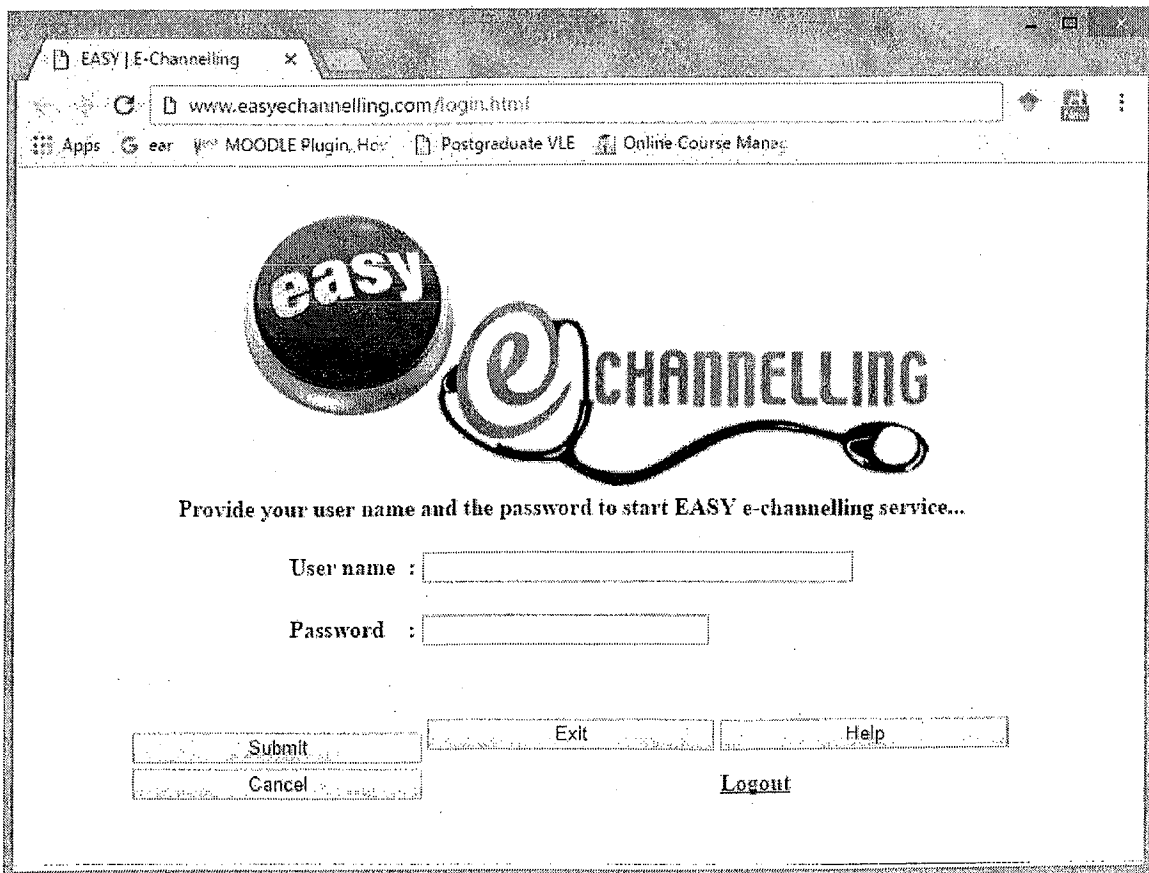 EASY | E-Channelling
www.easyechannelling.com/login.html
Apps G ear MOODLE Plugin, Postgraduate VLE Online Course Manag
easy
e CHANNELLING
Provide your user name and the password to start EASY e-channelling service...
User name :
Password :
Submit Exit Help
Cancel Logout